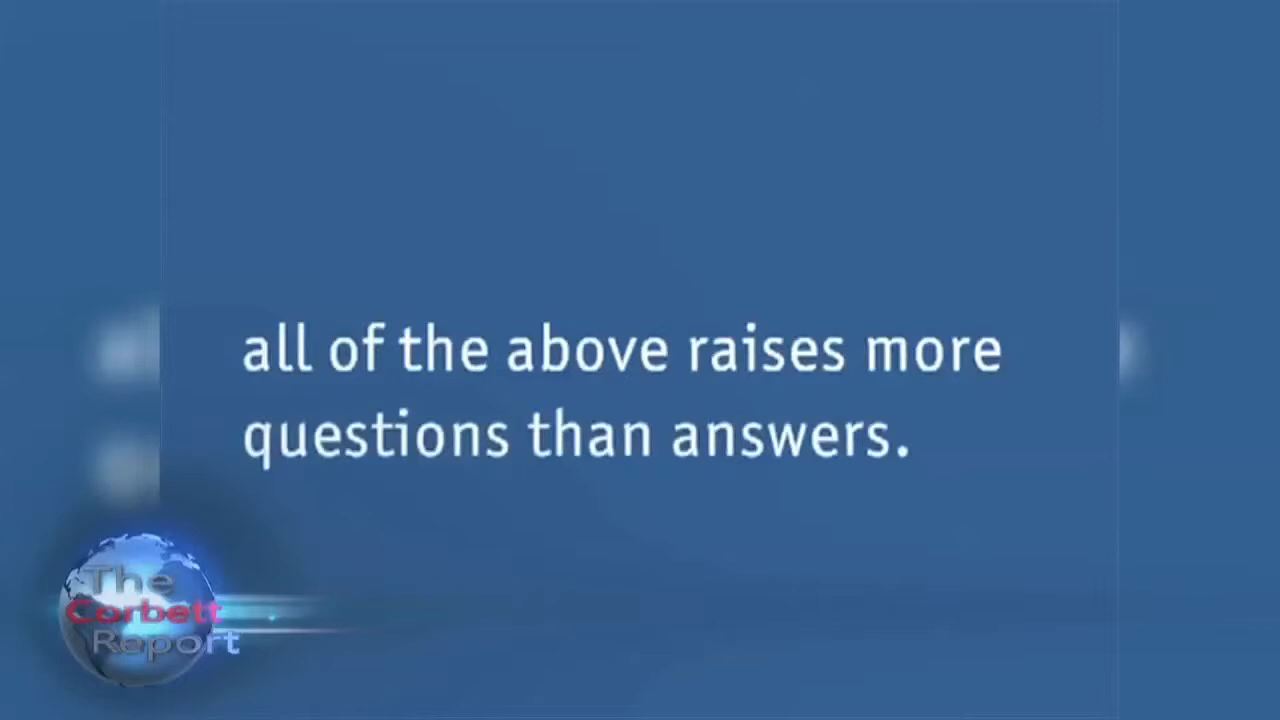 all of the above raises more
questions than answers.
The
Corbett
Report